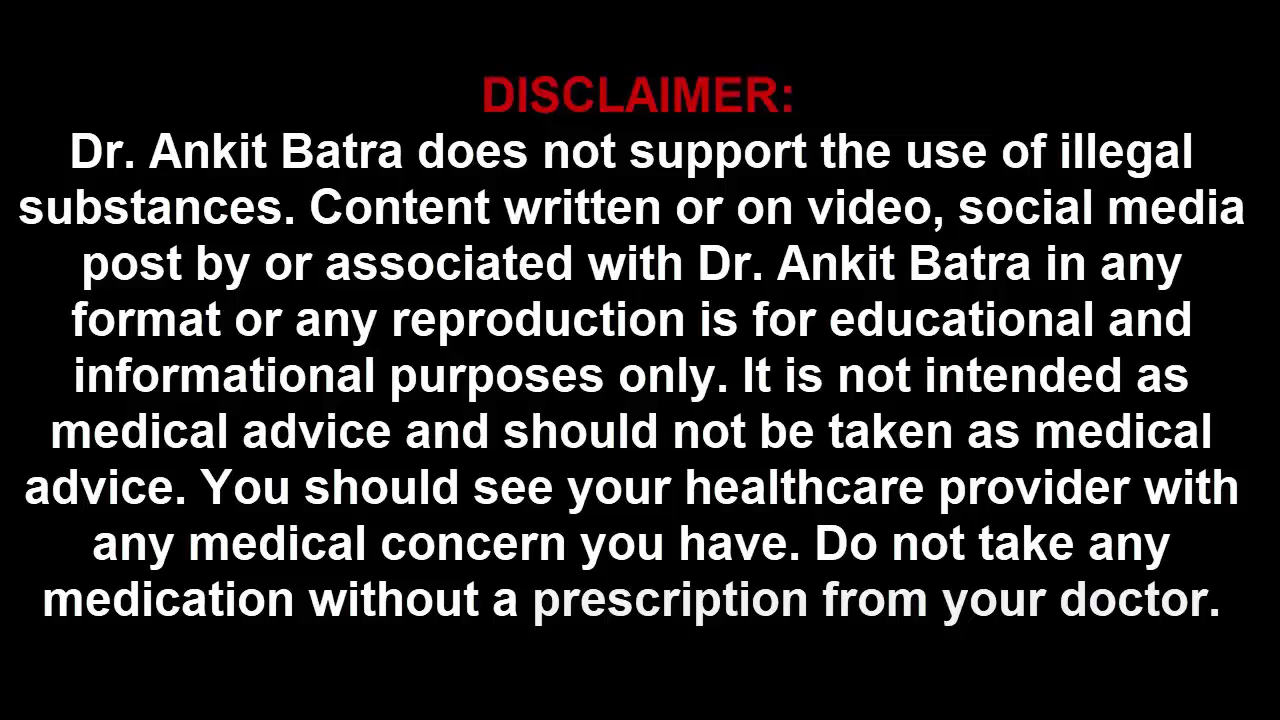 DISCLAIMER:
Dr. Ankit Batra does not support the use of illegal
substances. Content written or on video, social media
post by or associated with Dr. Ankit Batra in any
format or any reproduction is for educational and
informational purposes only. It is not intended as
medical advice and should not be taken as medical
advice. You should see your healthcare provider with
any medical concern you have. Do not take any
medication without a prescription from your doctor.